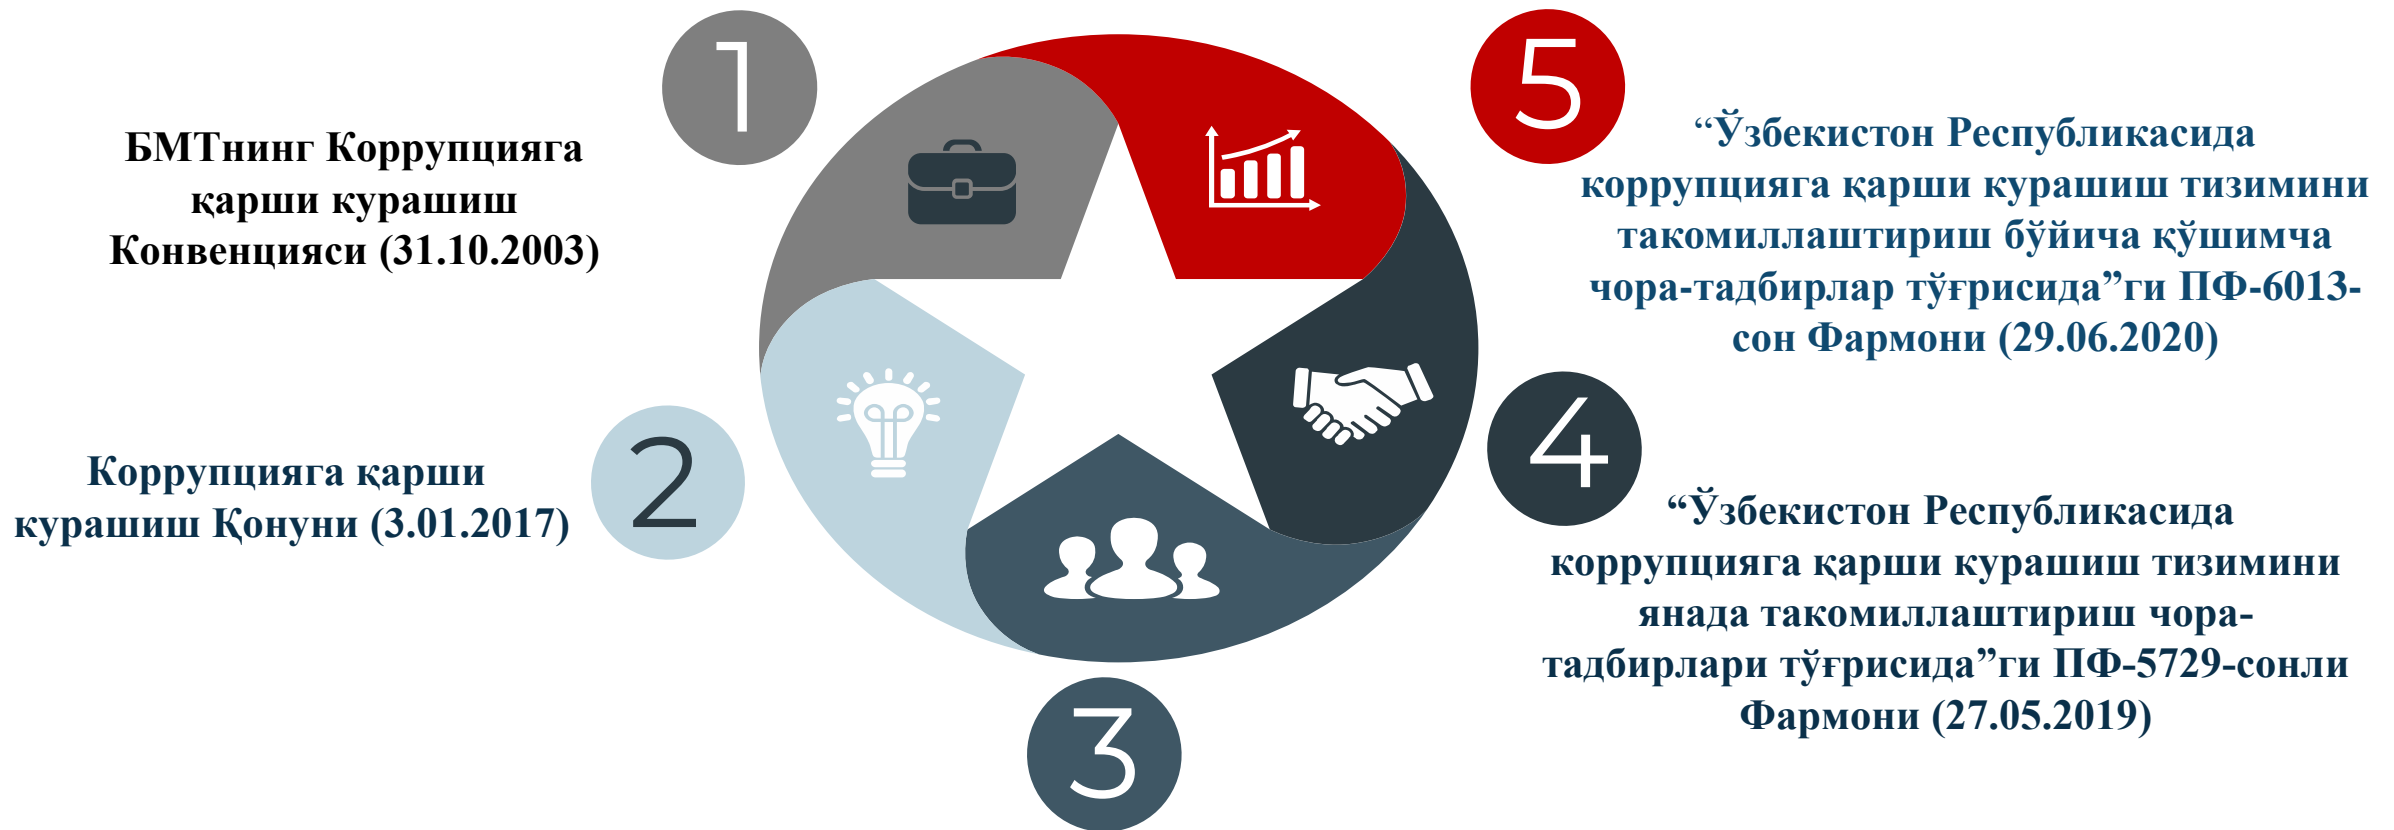 1
БМТнинг Коррупцияга
қарши курашиш
Конвенцияси (31.10.2003)
2
Коррупцияга қарши
курашиш Қонуни (3.01.2017)
3
4
“Ўзбекистон Республикасида
коррупцияга қарши курашиш тизимини
янада такомиллаштириш чора-
тадбирлари тўғрисида”ги ПФ-5729-сонли
Фармони (27.05.2019)
5
“Ўзбекистон Республикасида
коррупцияга қарши курашиш тизимини
такомиллаштириш бўйича қўшимча
чора-тадбирлар тўғрисида”ги ПФ-6013-
сон Фармони (29.06.2020)